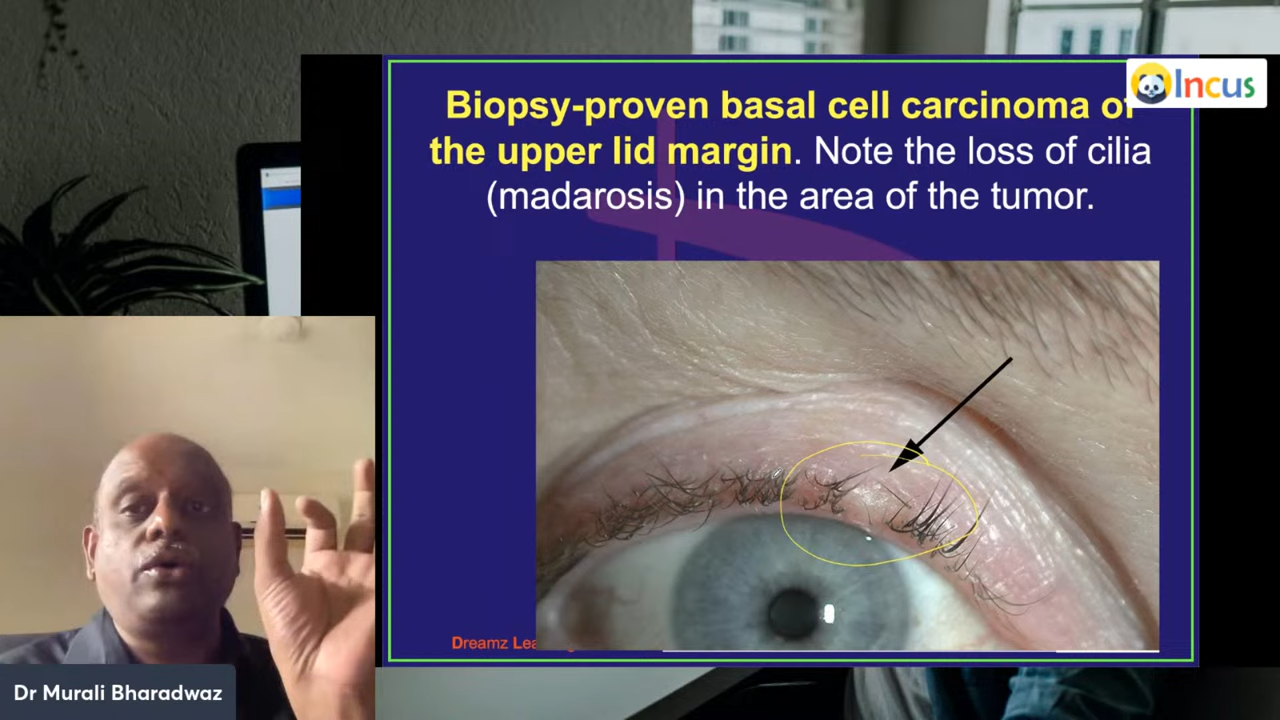 Incus
Biopsy-proven basal cell carcinoma of
the upper lid margin. Note the loss of cilia
(madarosis) in the area of the tumor.
Dreamz
Dr Murali Bharadwaz